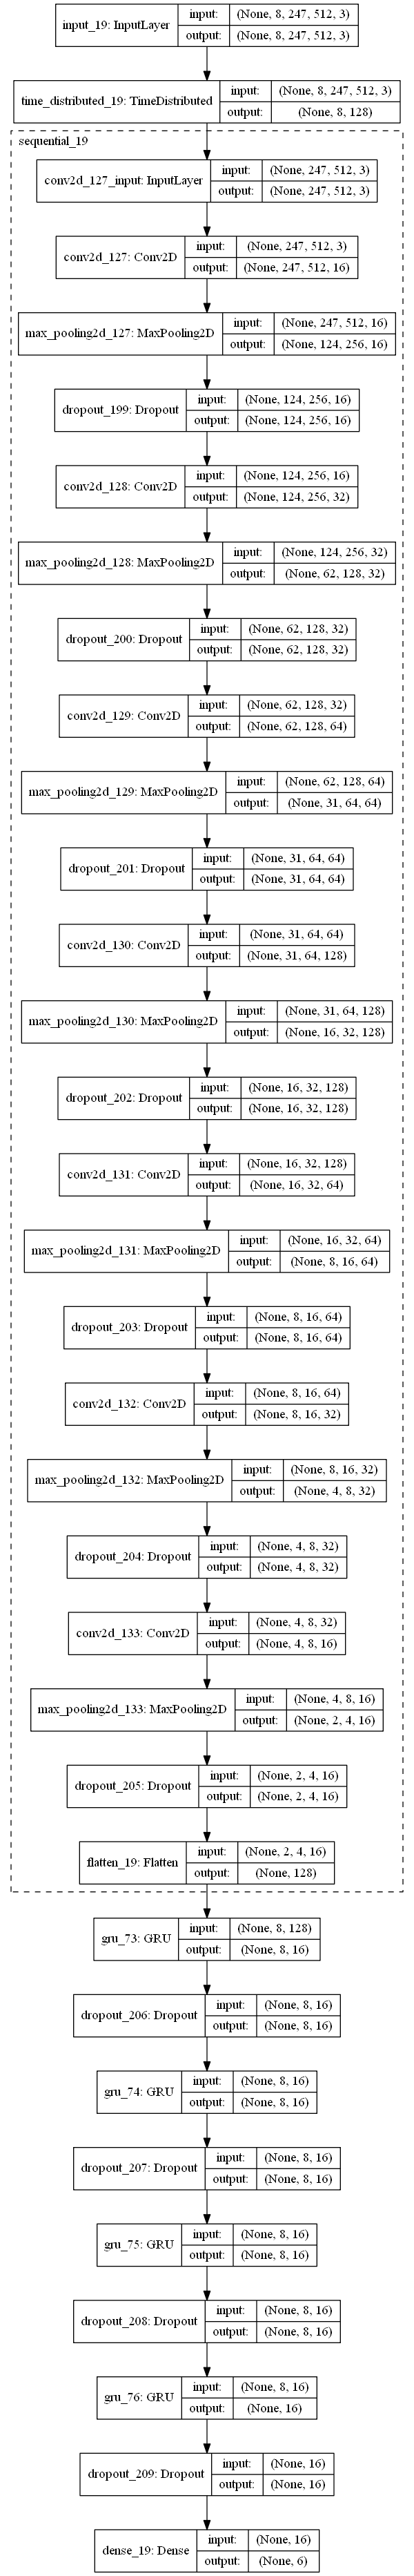 input_19: InputLayer
input: (None, 8, 247, 512, 3)
output: (None, 8, 247, 512, 3)
time_distributed_19: TimeDistributed
input: (None, 8, 247, 512, 3)
output: (None, 8, 128)
sequential_19
conv2d_127_input: InputLayer
input: (None, 247, 512, 3)
output: (None, 247, 512, 3)
conv2d_127: Conv2D
input: (None, 247, 512, 3)
output: (None, 247, 512, 16)
max_pooling2d_127: MaxPooling2D
input: (None, 247, 512, 16)
output: (None, 124, 256, 16)
dropout_199: Dropout
input: (None, 124, 256, 16)
output: (None, 124, 256, 16)
conv2d_128: Conv2D
input: (None, 124, 256, 16)
output: (None, 124, 256, 32)
max_pooling2d_128: MaxPooling2D
input: (None, 124, 256, 32)
output: (None, 62, 128, 32)
dropout_200: Dropout
input: (None, 62, 128, 32)
output: (None, 62, 128, 32)
conv2d_129: Conv2D
input: (None, 62, 128, 32)
output: (None, 62, 128, 64)
max_pooling2d_129: MaxPooling2D
input: (None, 62, 128, 64)
output: (None, 31, 64, 64)
dropout_201: Dropout
input: (None, 31, 64, 64)
output: (None, 31, 64, 64)
conv2d_130: Conv2D
input: (None, 31, 64, 64)
output: (None, 31, 64, 128)
max_pooling2d_130: MaxPooling2D
input: (None, 31, 64, 128)
output: (None, 16, 32, 128)
dropout_202: Dropout
input: (None, 16, 32, 128)
output: (None, 16, 32, 128)
conv2d_131: Conv2D
input: (None, 16, 32, 128)
output: (None, 16, 32, 64)
max_pooling2d_131: MaxPooling2D
input: (None, 16, 32, 64)
output: (None, 8, 16, 64)
dropout_203: Dropout
input: (None, 8, 16, 64)
output: (None, 8, 16, 64)
conv2d_132: Conv2D
input: (None, 8, 16, 64)
output: (None, 8, 16, 32)
max_pooling2d_132: MaxPooling2D
input: (None, 8, 16, 32)
output: (None, 4, 8, 32)
dropout_204: Dropout
input: (None, 4, 8, 32)
output: (None, 4, 8, 32)
conv2d_133: Conv2D
input: (None, 4, 8, 32)
output: (None, 4, 8, 16)
max_pooling2d_133: MaxPooling2D
input: (None, 4, 8, 16)
output: (None, 2, 4, 16)
dropout_205: Dropout
input: (None, 2, 4, 16)
output: (None, 2, 4, 16)
flatten_19: Flatten
input: (None, 2, 4, 16)
output: (None, 128)
gru_73: GRU
input: (None, 8, 128)
output: (None, 8, 16)
dropout_206: Dropout
input: (None, 8, 16)
output: (None, 8, 16)
gru_74: GRU
input: (None, 8, 16)
output: (None, 8, 16)
dropout_207: Dropout
input: (None, 8, 16)
output: (None, 8, 16)
gru_75: GRU
input: (None, 8, 16)
output: (None, 8, 16)
dropout_208: Dropout
input: (None, 8, 16)
output: (None, 8, 16)
gru_76: GRU
input: (None, 8, 16)
output: (None, 16)
dropout_209: Dropout
input: (None, 16)
output: (None, 16)
dense_19: Dense
input: (None, 16)
output: (None, 6)